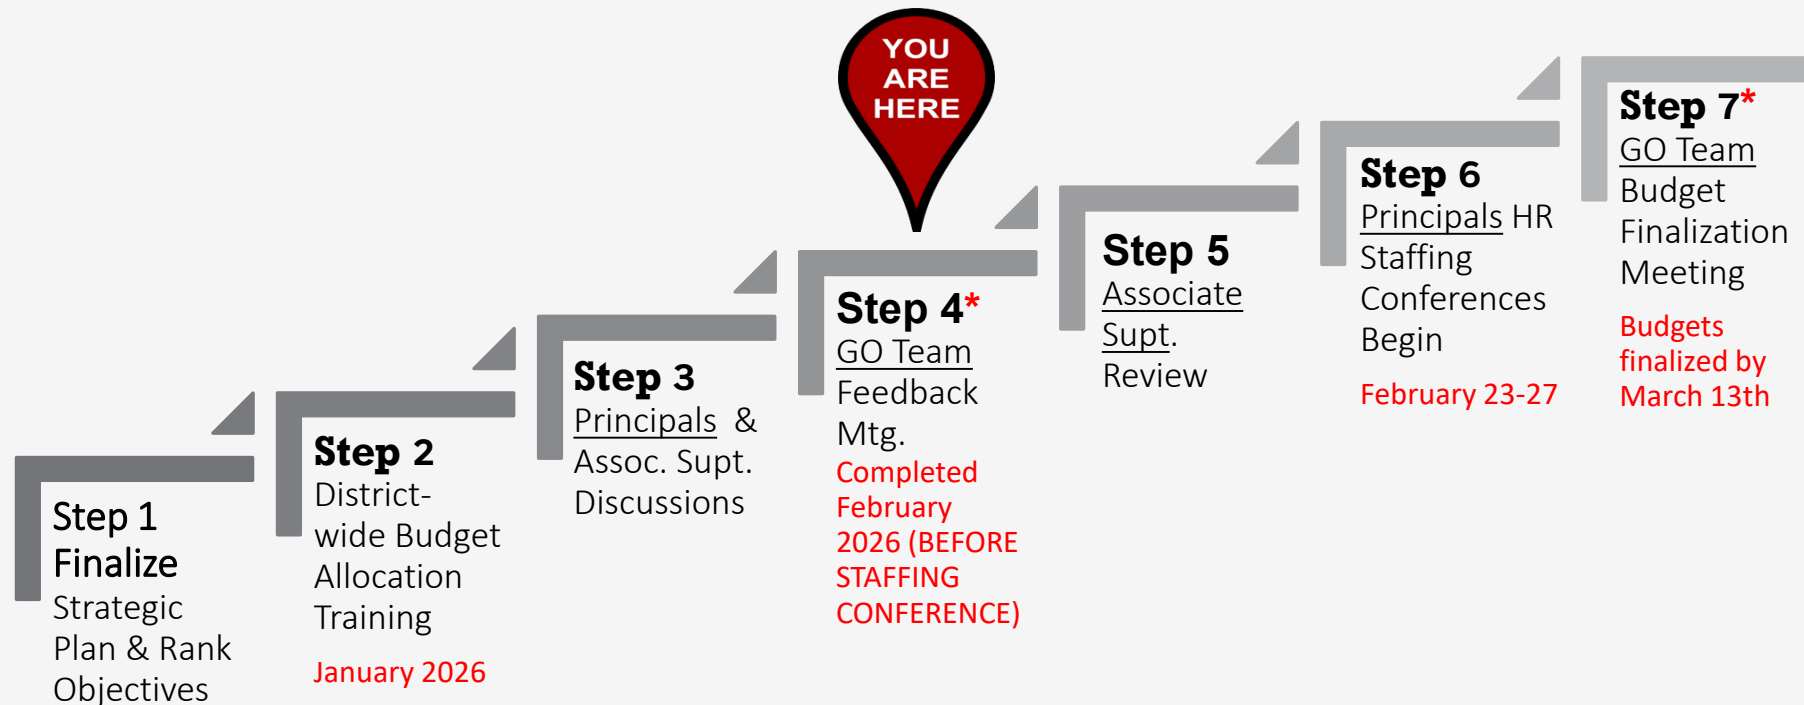 YOU
ARE
HERE
Step 1
Finalize
Strategic
Plan & Rank
Objectives
Step 2
District-
wide Budget
Allocation
Training
January 2026
Step 3
Principals & 
Assoc. Supt.
Discussions
Step 4*
GO Team
Feedback
Mtg.
Completed
February
2026 (BEFORE
STAFFING
CONFERENCE)
Step 5
Associate
Supt.
Review
Step 6
Principals HR
Staffing
Conferences
Begin
February 23-27
Step 7*
GO Team
Budget
Finalization
Meeting
Budgets
finalized by
March 13th